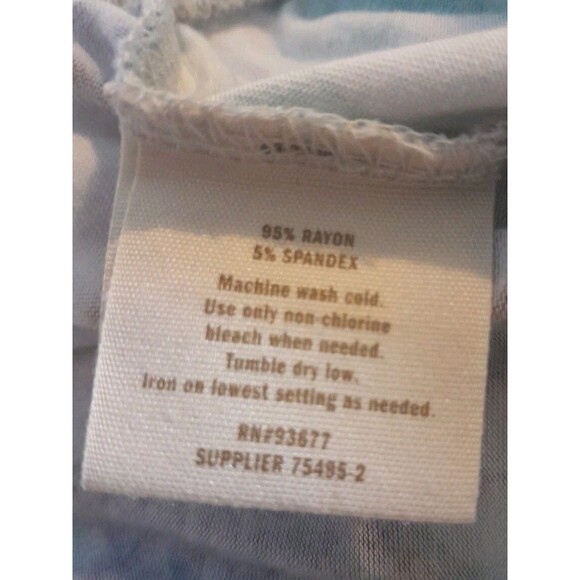 95% RAYON
5% SPANDEX
Machine wash cold.
Use only non-chlorine
bleach when needed.
Tumble dry low.
Iron on lowest setting as needed.
RN#93677
SUPPLIER 75495-2